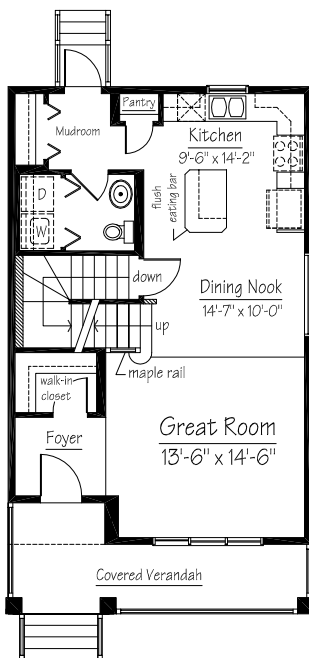 Pantry
Mudroom
Kitchen
9'-6" x 14'-2"
D
W
flush
eating bar
down
Dining Nook
14'-7" x 10'-0"
up
maple rail
walk-in
closet
Foyer
Great Room
13'-6" x 14'-6"
Covered Verandah